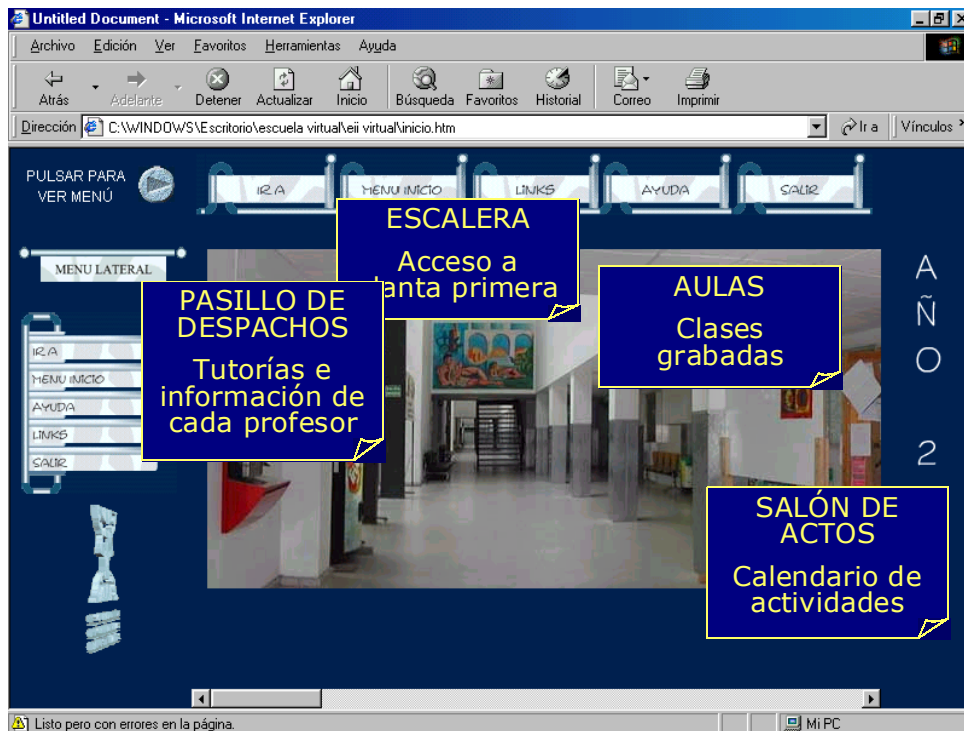 Untitled Document - Microsoft Internet Explorer
Archivo Edición Ver Favoritos Herramientas Ayuda
Atrás Adelante Detener Actualizar Inicio Búsqueda Favoritos Historial Correo Imprimir
Dirección C:\WINDOWS\Escritorio\escuela virtual\eii virtual\inicio.htm Ir a Vínculos »
PULSAR PARA
VER MENÚ
IR A MENU INICIO LINKS AYUDA SALIR
MENU LATERAL
IR A
MENU INICIO
AYUDA
LINKS
SALIR
ESCALERA
Acceso a
planta primera
PASILLO DE
DESPACHOS
Tutorías e
información de
cada profesor
AULAS
Clases
grabadas
SALÓN DE
ACTOS
Calendario de
actividades
A
Ñ
O
2
Listo pero con errores en la página. Mi PC